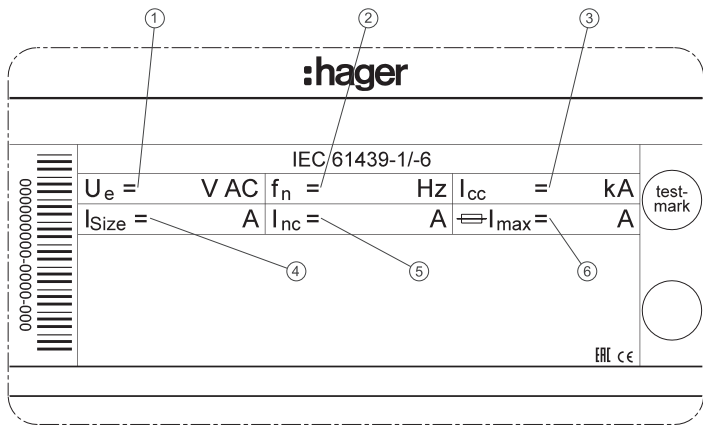 ① ② ③
:hager
IEC 61439-1/-6
Ue = V AC fn = Hz Icc = kA
ISize = A Inc = A Imax = A
④ ⑤ ⑥
000-0000-000000000
test-
mark
EAC CE